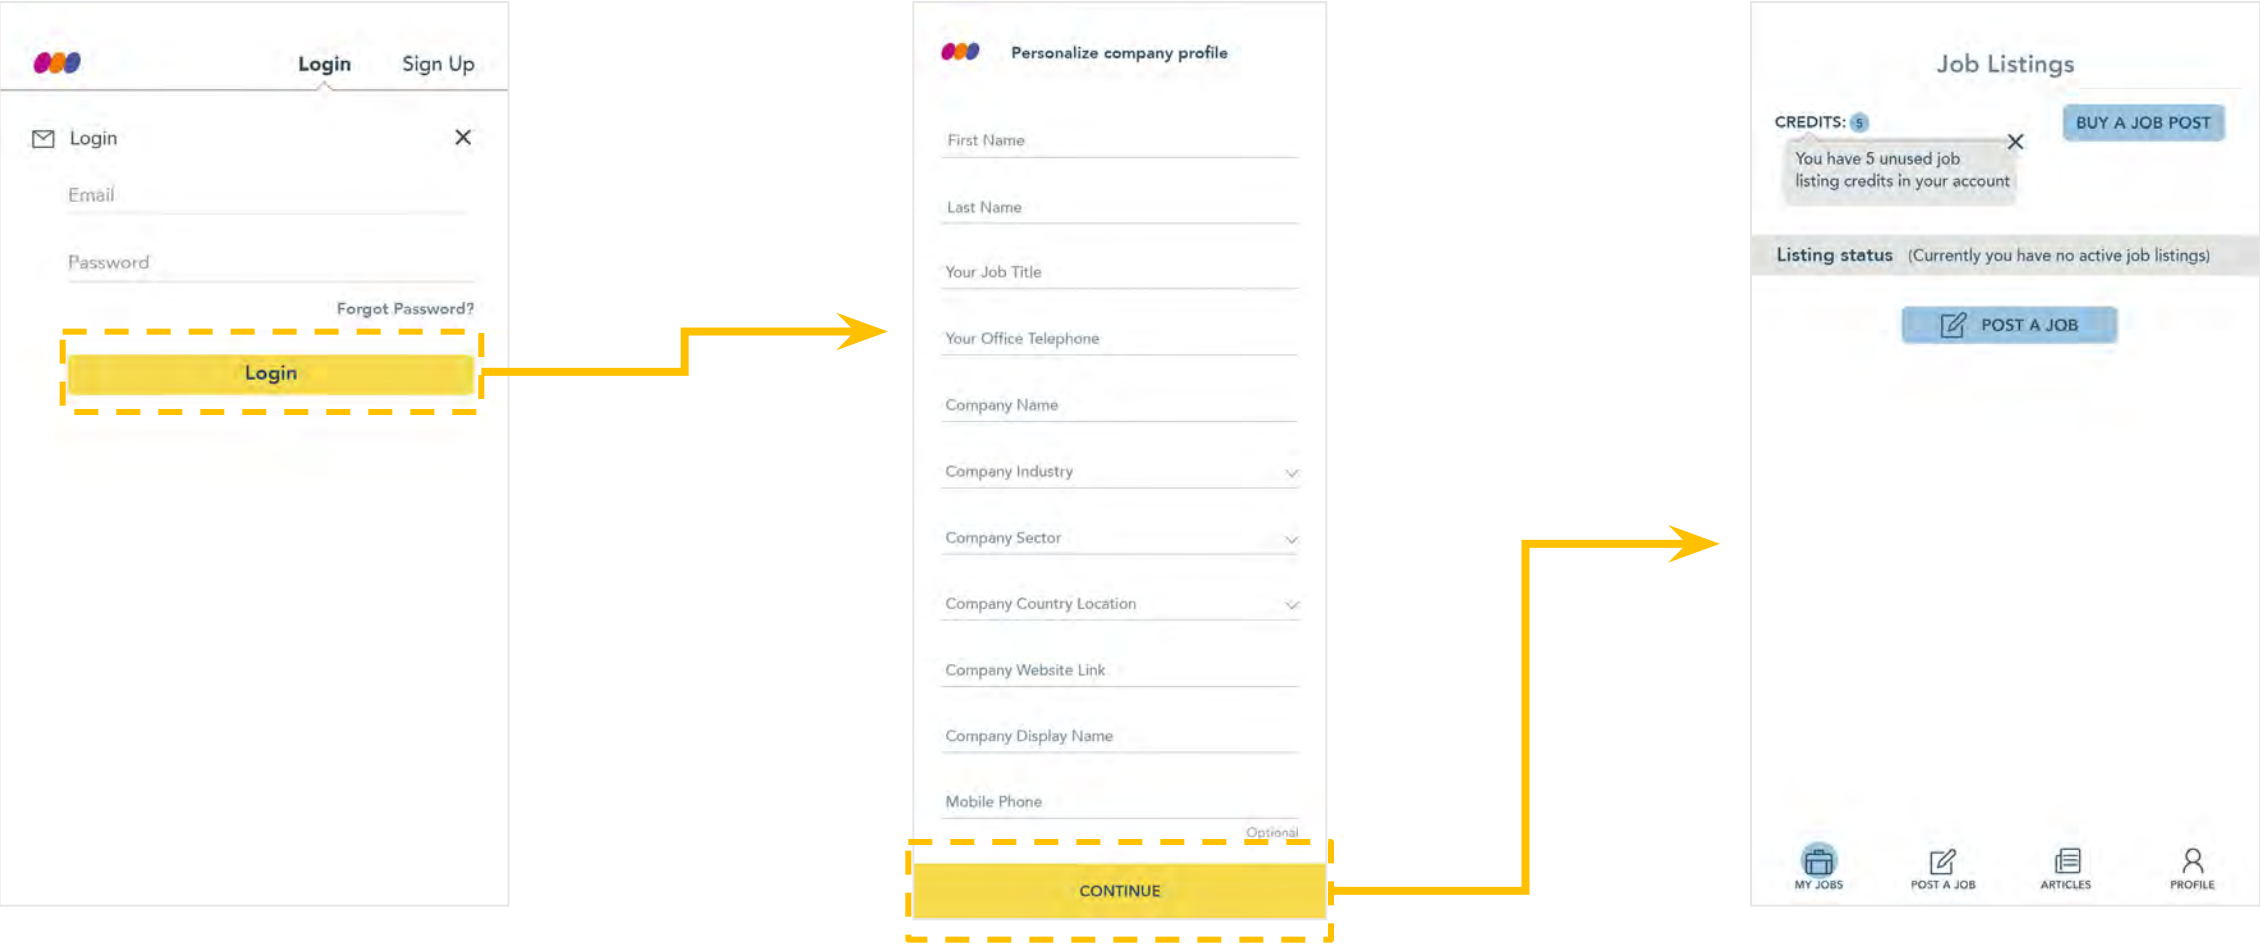 Login
Sign Up
Login
Email
Password
Forgot Password?
Login
Personalize company profile
First Name
Last Name
Your Job Title
Your Office Telephone
Company Name
Company Industry
Company Sector
Company Country Location
Company Website Link
Company Display Name
Mobile Phone
Optional
CONTINUE
Job Listings
CREDITS: 5
BUY A JOB POST
You have 5 unused job
listing credits in your account
Listing status (Currently you have no active job listings)
POST A JOB
MY JOBS
POST A JOB
ARTICLES
PROFILE